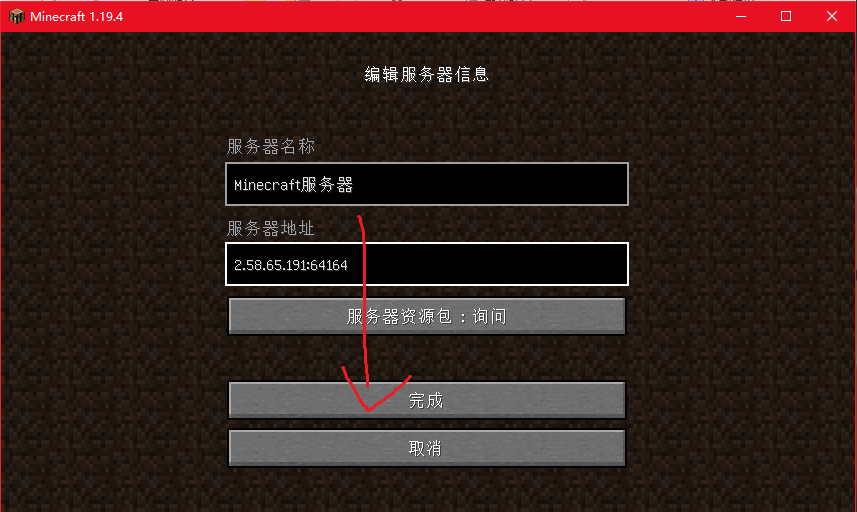 Minecraft 1.19.4
编辑服务器信息
服务器名称
Minecraft服务器
服务器地址
2.58.65.191:64164
服务器资源包：询问
完成
取消